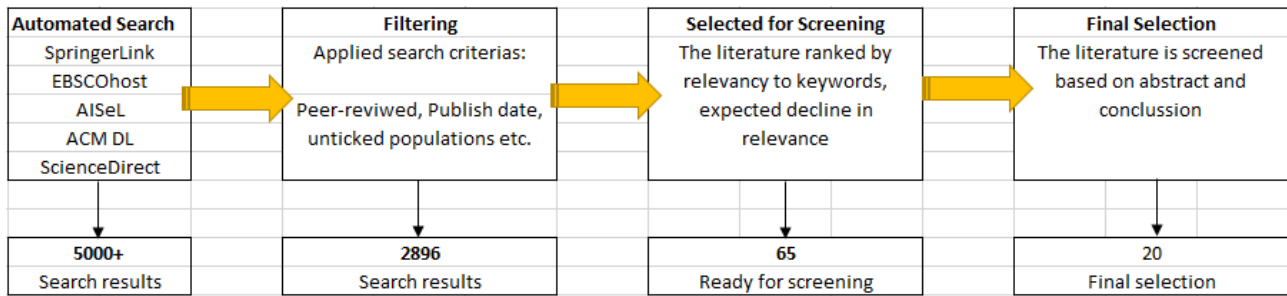 Automated Search
SpringerLink
EBSCOhost
AISeL
ACM DL
ScienceDirect
5000+
Search results
Filtering
Applied search criterias:
Peer-reviwed, Publish date,
unticked populations etc.
2896
Search results
Selected for Screening
The literature ranked by
relevancy to keywords,
expected decline in
relevance
65
Ready for screening
Final Selection
The literature is screened
based on abstract and
conclussion
20
Final selection